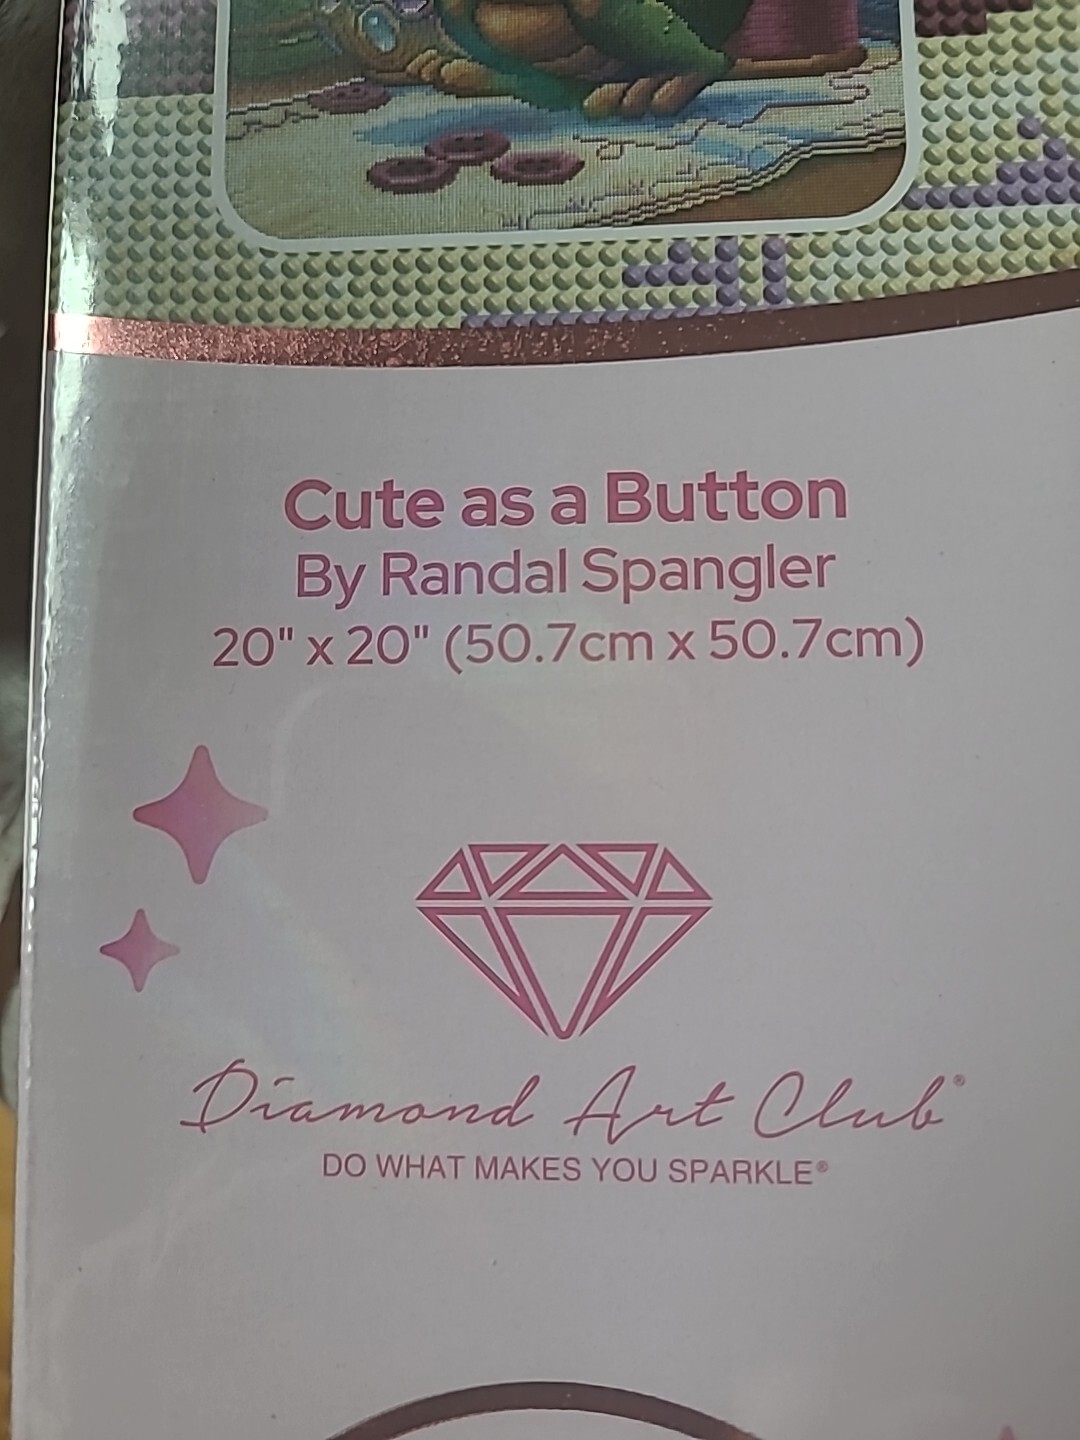 Cute as a Button
By Randal Spangler
20" x 20" (50.7cm x 50.7cm)
Diamond Art Club®
DO WHAT MAKES YOU SPARKLE®